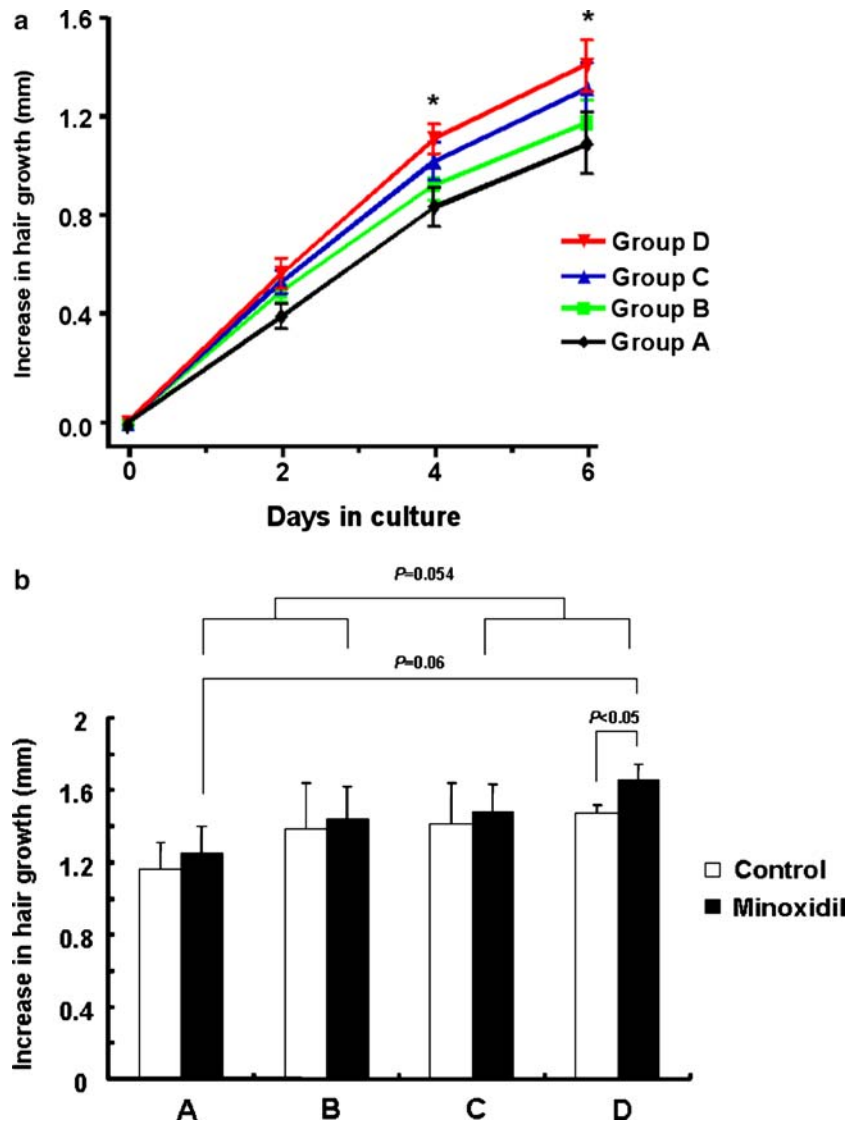 a
Increase in hair growth (mm)
1.6
1.2
0.8
0.4
0.0
*
*
Group D
Group C
Group B
Group A
0 2 4 6
Days in culture
b
P=0.054
P=0.06
P<0.05
Increase in hair growth (mm)
2
1.6
1.2
0.8
0.4
0
Control
Minoxidil
A B C D